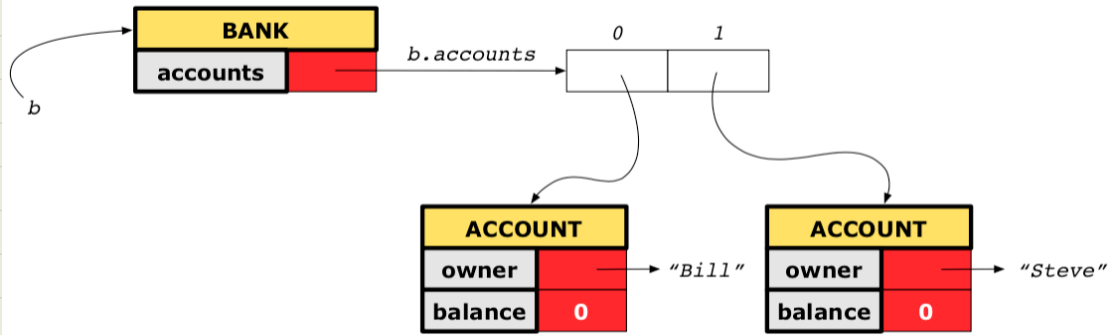 BANK
accounts
b
b.accounts
0 1
ACCOUNT
owner “Bill”
balance 0
ACCOUNT
owner “Steve”
balance 0